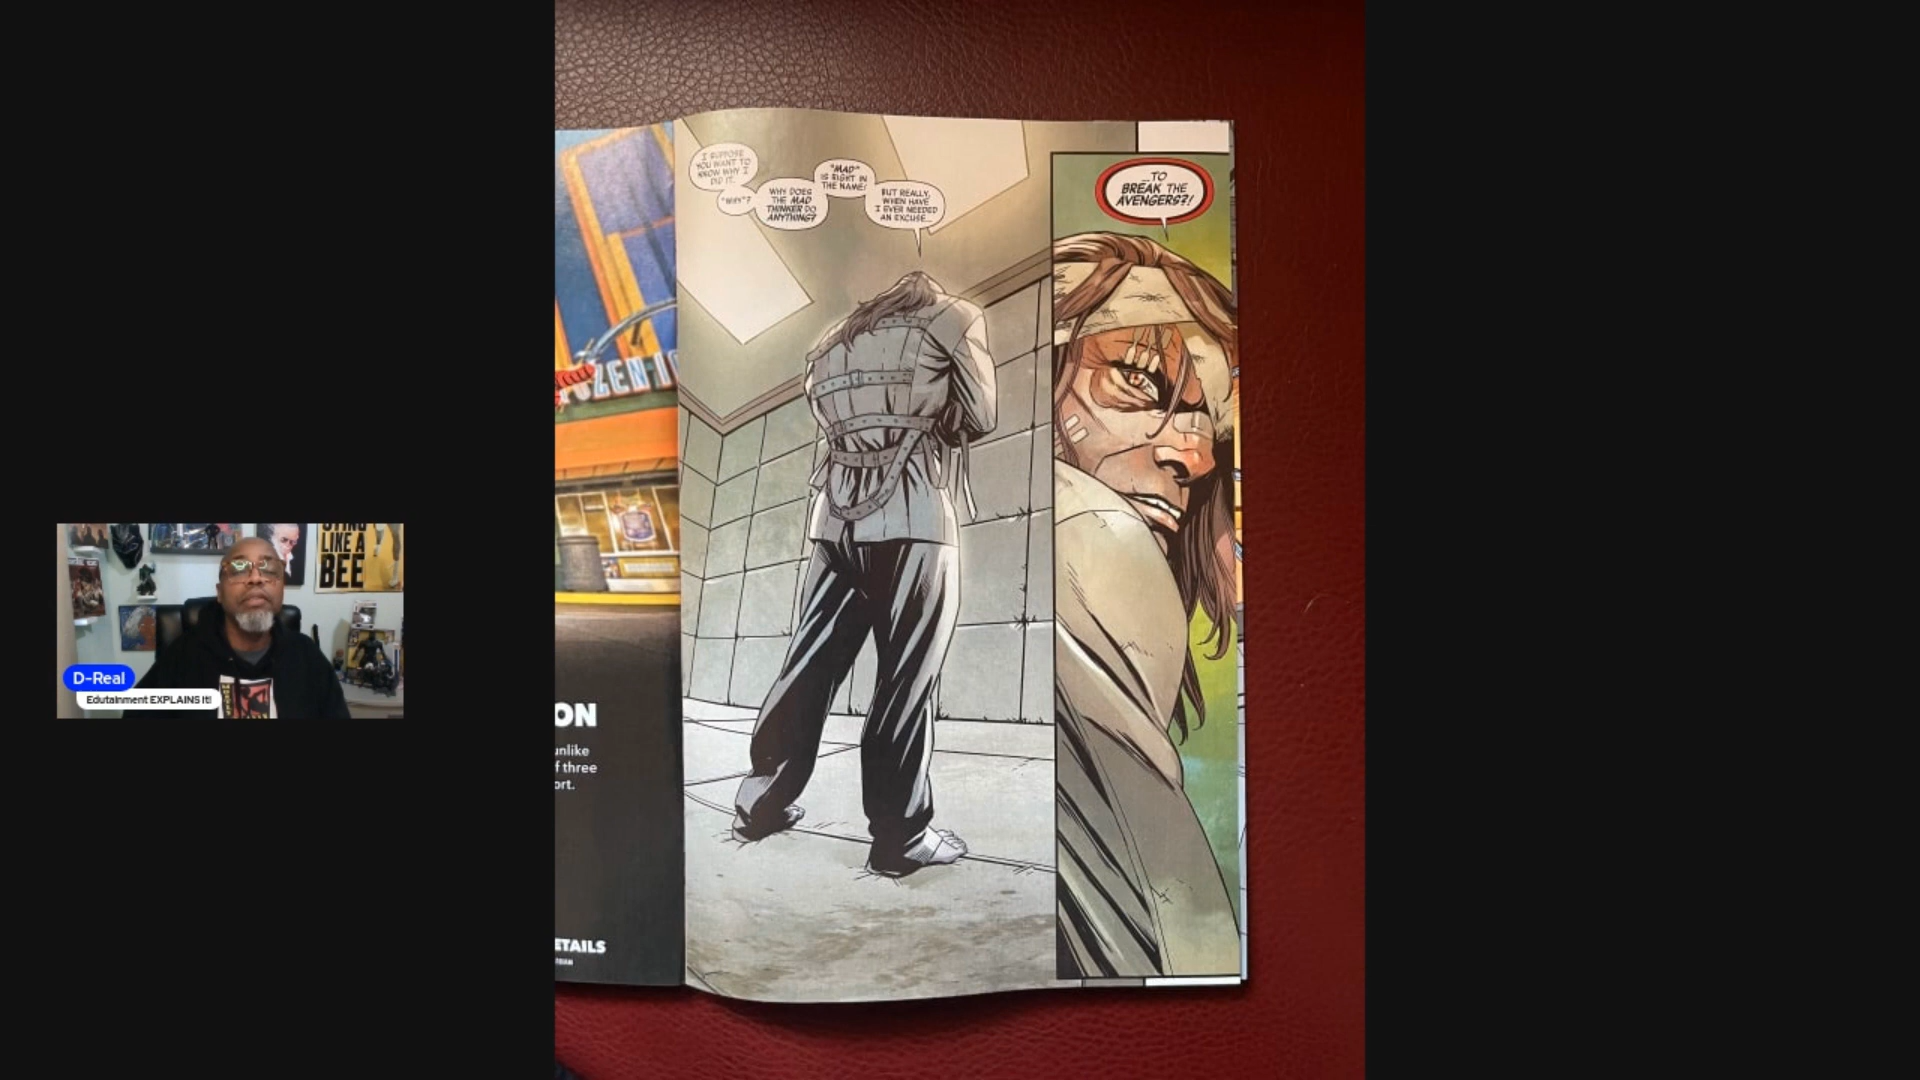 I SUPPOSE
YOU WANT TO
KNOW WHY I
DID IT.
"WHY"?
WHY DOES
THE MAD
THINKER DO
ANYTHING?
"MAD"
IS RIGHT IN
THE NAME!
BUT REALLY,
WHEN HAVE
I EVER NEEDED
AN EXCUSE...
...TO
BREAK THE
AVENGERS?!
ZEN-
STING
LIKE A
BEE
D-Real
Edutainment EXPLAINS It!
ON
unlike
f three
ort.
ETAILS